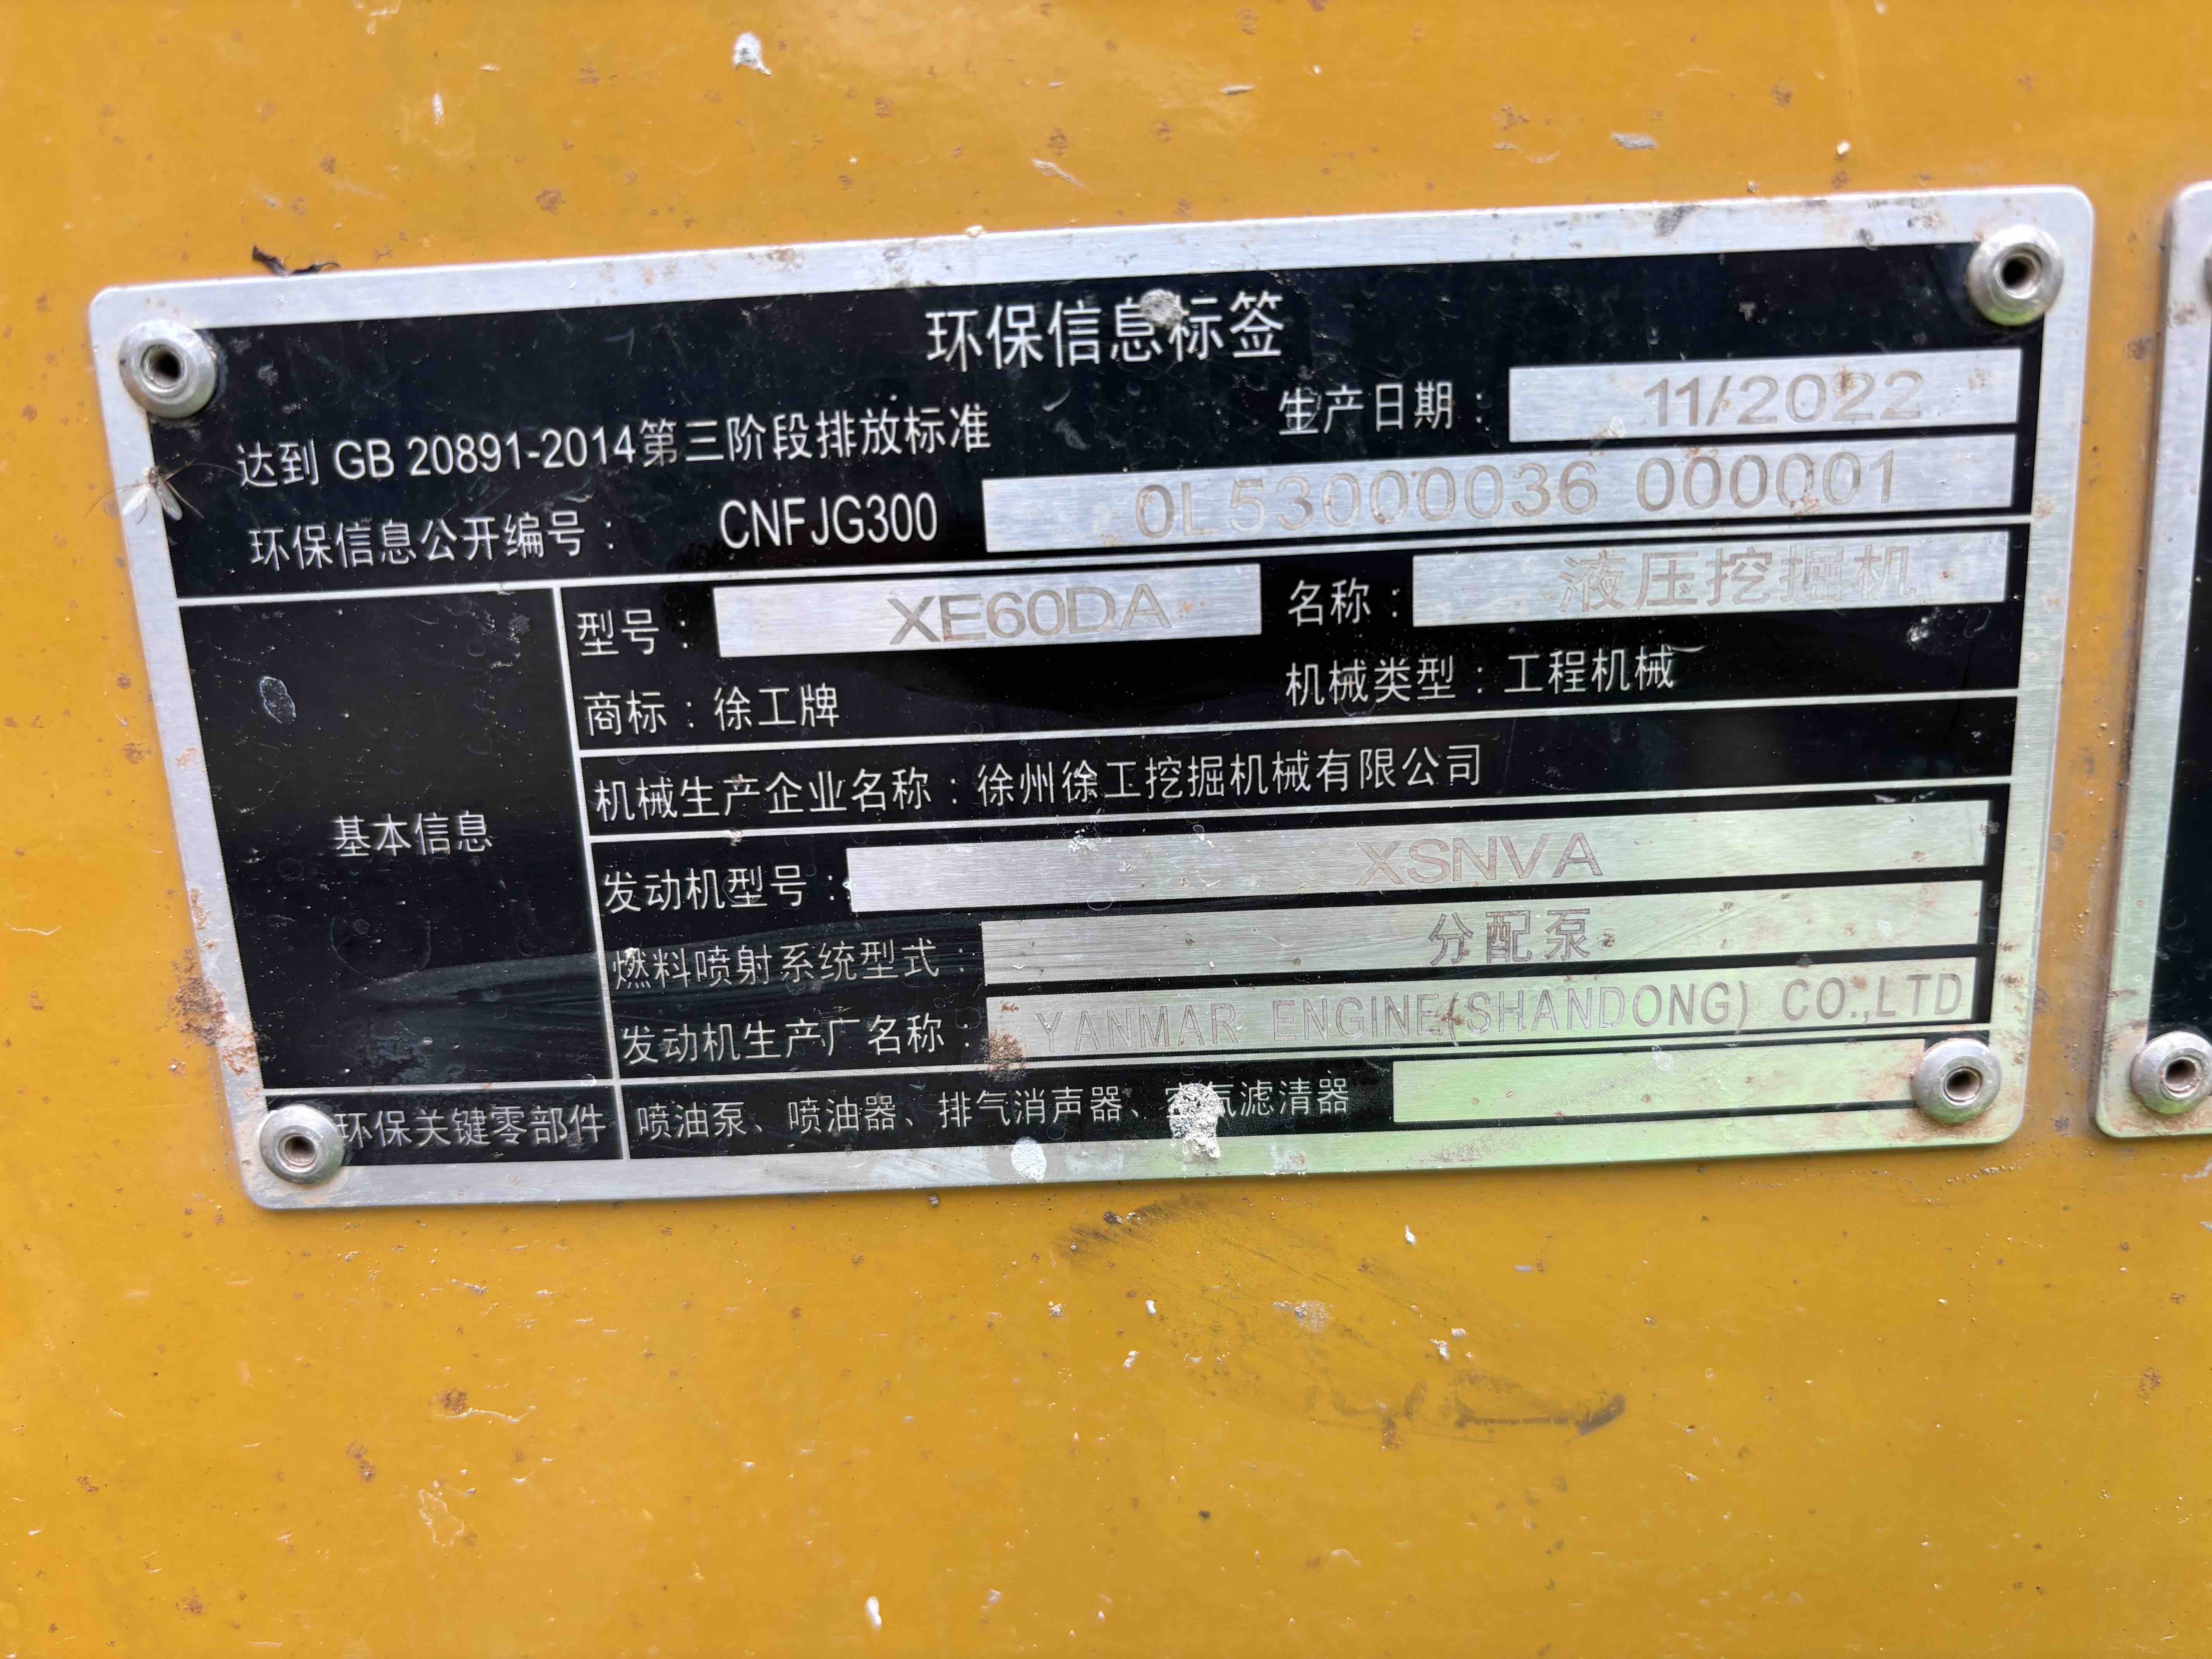 环保信息标签
生产日期：11/2022
达到 GB 20891-2014第三阶段排放标准
环保信息公开编号： CNFJG300 0L53000036 000001
基本信息
型号：XE60DA 名称：液压挖掘机
商标：徐工牌 机械类型：工程机械
机械生产企业名称：徐州徐工挖掘机械有限公司
发动机型号：XSNVA
燃料喷射系统型式：分配泵
发动机生产厂名称：YANMAR ENGINE(SHANDONG) CO.,LTD
环保关键零部件 喷油泵、喷油器、排气消声器、空气滤清器